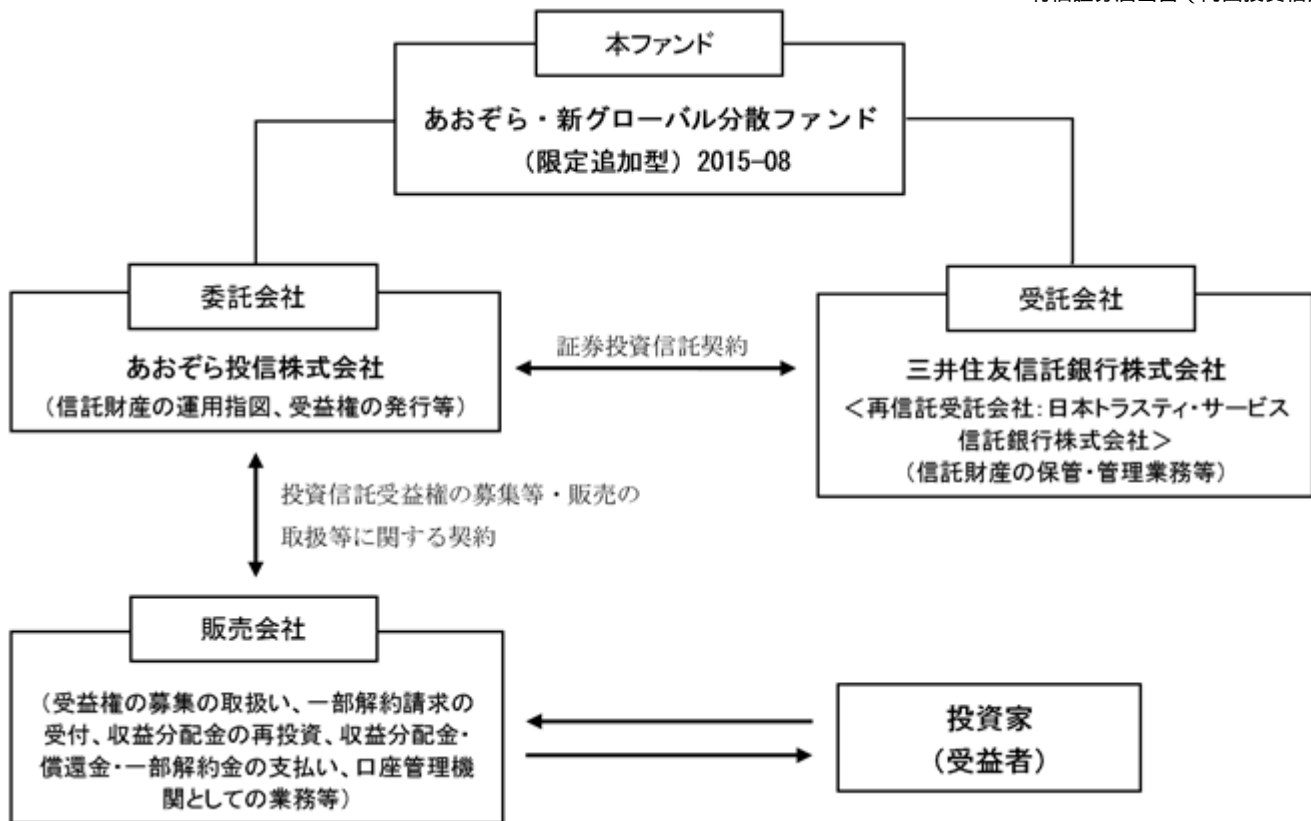 本ファンド
あおぞら・新グローバル分散ファンド
（限定追加型）2015-08
委託会社
あおぞら投信株式会社
（信託財産の運用指図、受益権の発行等）
証券投資信託契約
受託会社
三井住友信託銀行株式会社
＜再信託受託会社：日本トラスティ・サービス
信託銀行株式会社＞
（信託財産の保管・管理業務等）
投資信託受益権の募集等・販売の
取扱等に関する契約
販売会社
（受益権の募集の取扱い、一部解約請求の
受付、収益分配金の再投資、収益分配金・
償還金・一部解約金の支払い、口座管理機
関としての業務等）
投資家
（受益者）